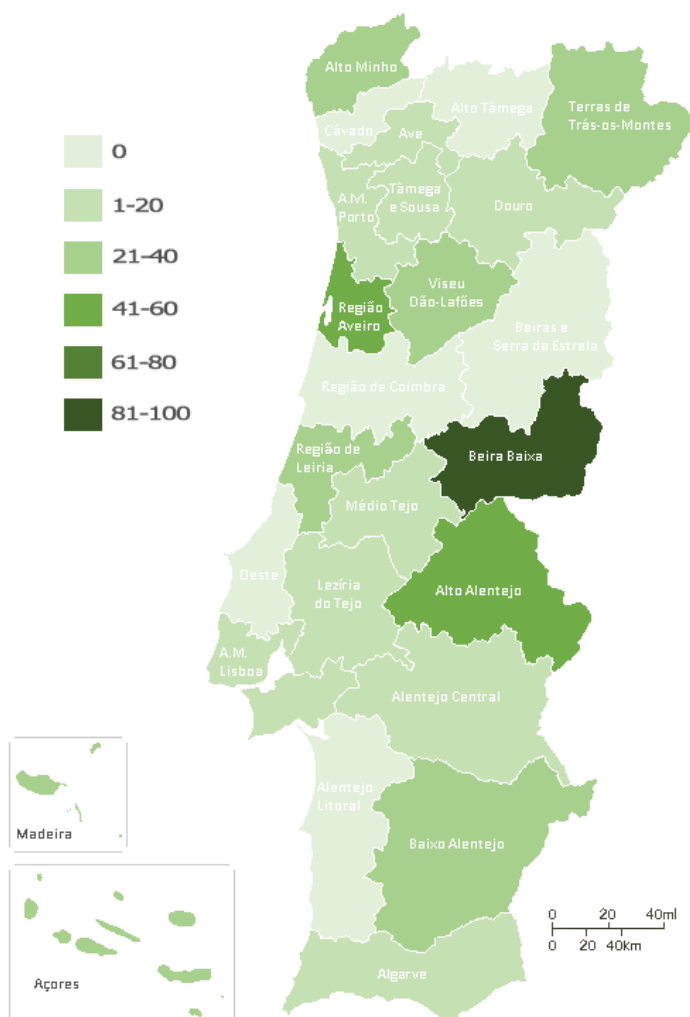 Alto Minho
Alto Tâmega
Terras de
Trás-os-Montes
Cávado
Ave
0
1-20
21-40
41-60
61-80
81-100
A.M.
Porto
Tâmega
e Sousa
Douro
Região
Aveiro
Viseu
Dão-Lafões
Beiras e
Serra da Estrela
Região de Coimbra
Região de
Leiria
Beira Baixa
Médio Tejo
Oeste
Lezíria
do Tejo
Alto Alentejo
A.M.
Lisboa
Alentejo Central
Alentejo
Litoral
Baixo Alentejo
Madeira
Açores
Algarve
0 20 40ml
0 20 40km